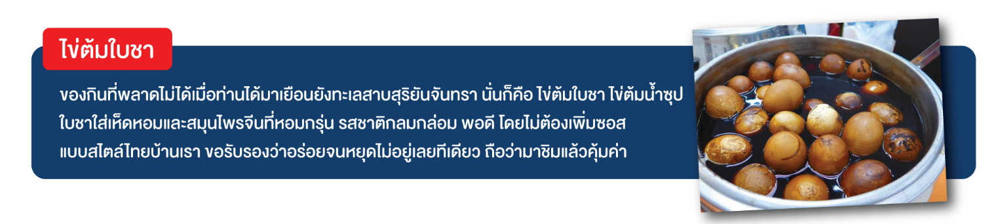 ไข่ต้มใบชา
ของกินที่พลาดไม่ได้เมื่อท่านได้มาเยือนยังทะเลสาบสุริยันจันทรา นั่นก็คือ ไข่ต้มใบชา ไข่ต้มน้ำซุป
ใบชาใส่เห็ดหอมและสมุนไพรจีนที่หอมกรุ่น รสชาติกลมกล่อม พอดี โดยไม่ต้องเพิ่มซอส
แบบสไตล์ไทยบ้านเรา ขอรับรองว่าอร่อยจนหยุดไม่อยู่เลยทีเดียว ถือว่ามาชิมแล้วคุ้มค่า